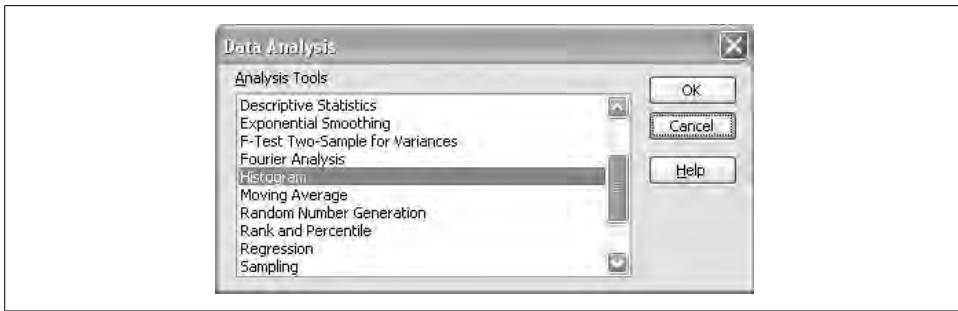 Data Analysis
Analysis Tools
Descriptive Statistics
Exponential Smoothing
F-Test Two-Sample for Variances
Fourier Analysis
Histogram
Moving Average
Random Number Generation
Rank and Percentile
Regression
Sampling
OK
Cancel
Help